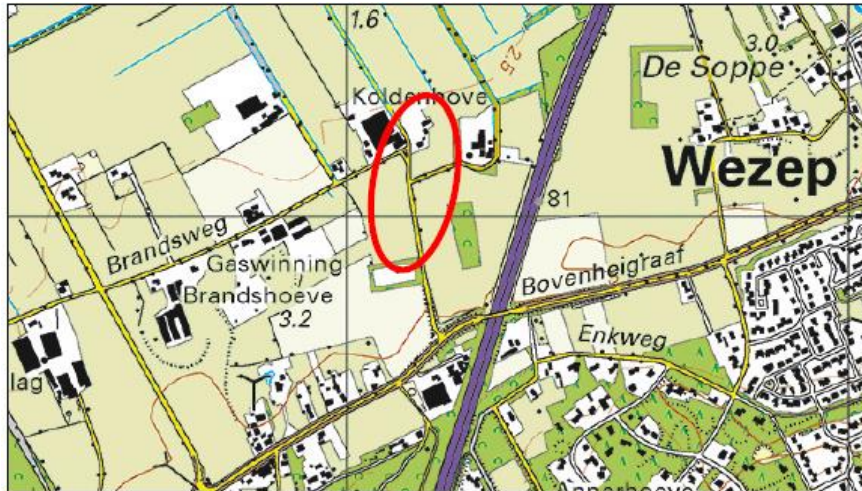 1.6
25
3.0
De Soppe
Koldenhove
Wezep
81
Brandsweg
Gaswinning
Brandshoeve
3.2
Bovenheigraaf
Enkweg
lag